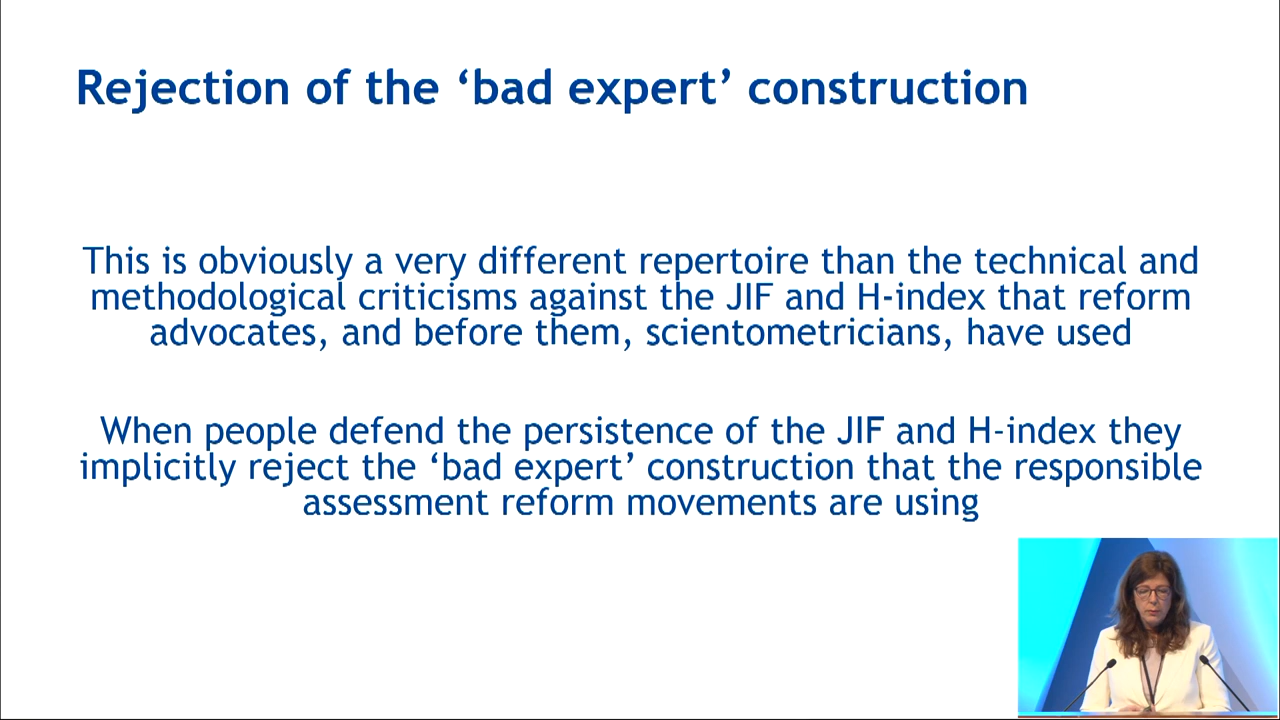 Rejection of the ‘bad expert’ construction
This is obviously a very different repertoire than the technical and
methodological criticisms against the JIF and H-index that reform
advocates, and before them, scientometricians, have used
When people defend the persistence of the JIF and H-index they
implicitly reject the ‘bad expert’ construction that the responsible
assessment reform movements are using